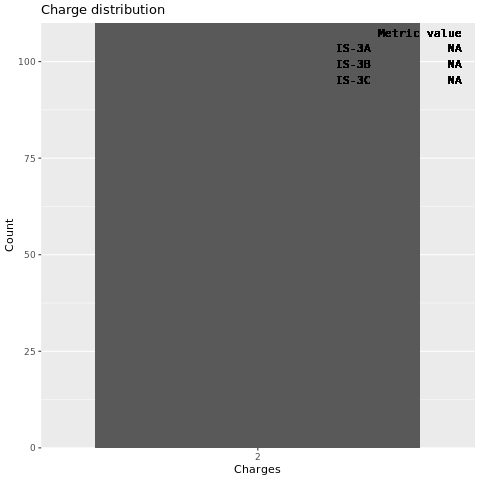 Charge distribution
Metric value
IS-3A NA
IS-3B NA
IS-3C NA
100
75
50
25
0
Count
2
Charges